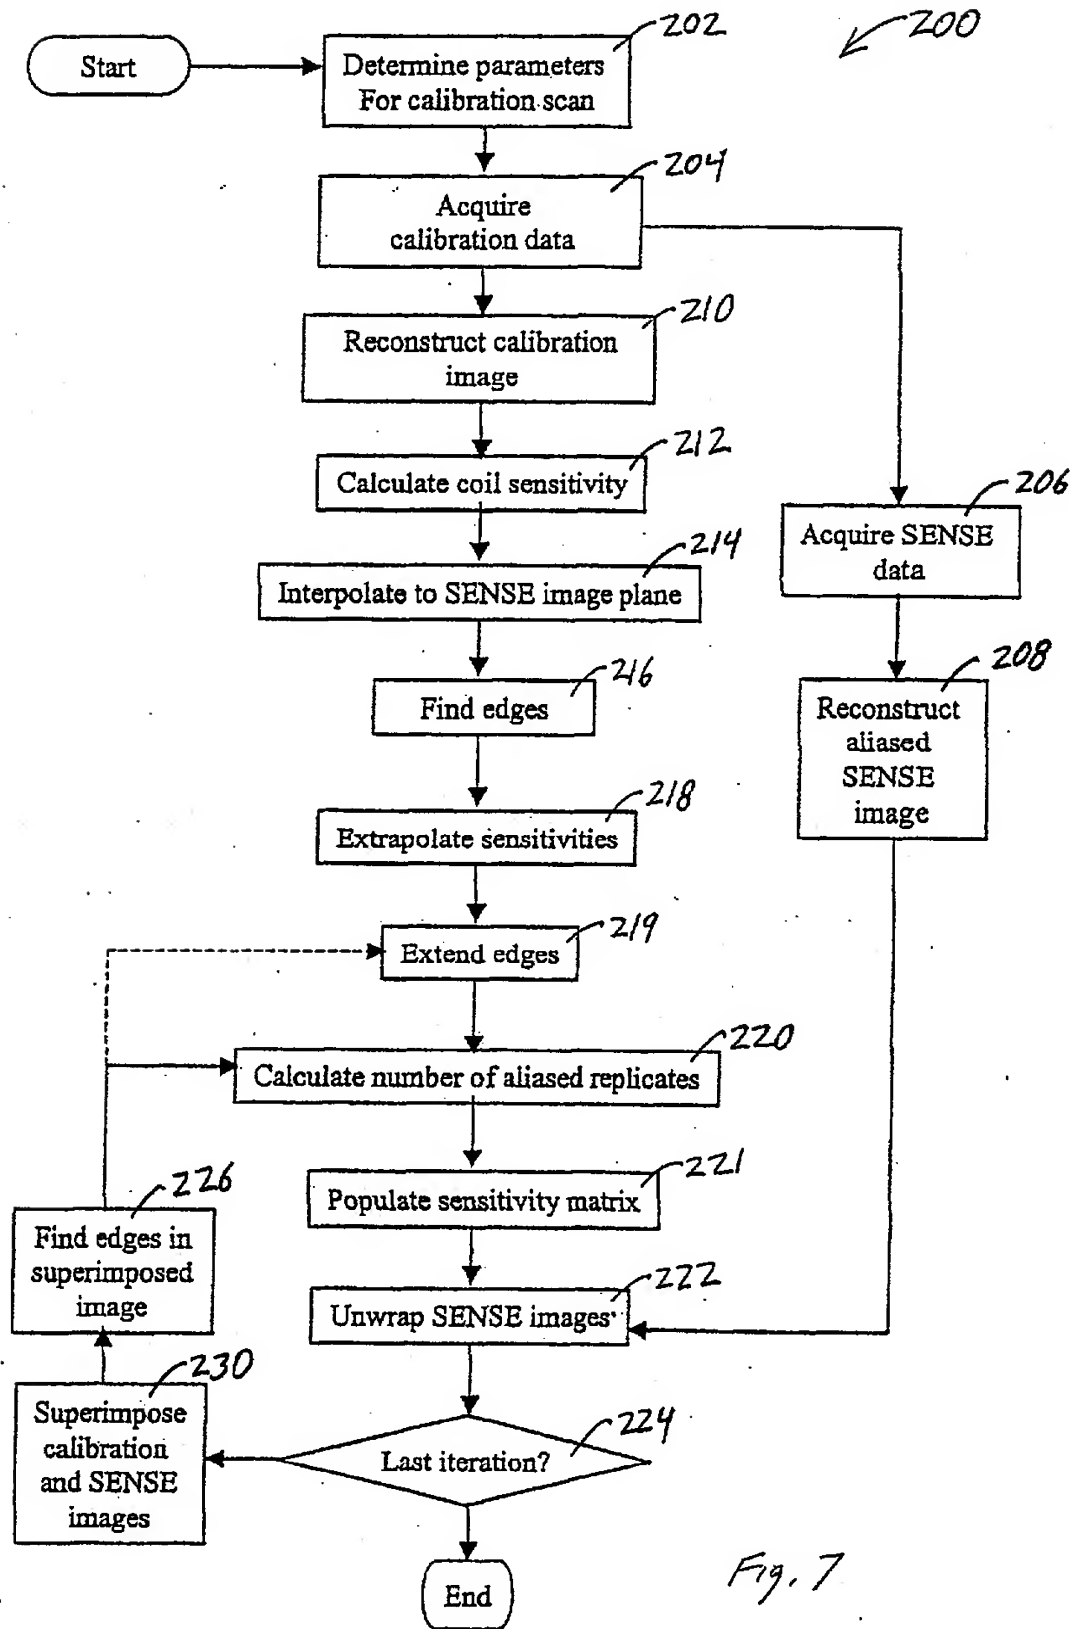 200
Start
202
Determine parameters
For calibration scan
204
Acquire
calibration data
210
Reconstruct calibration
image
212
Calculate coil sensitivity
206
Acquire SENSE
data
214
Interpolate to SENSE image plane
208
Reconstruct
aliased
SENSE
image
216
Find edges
218
Extrapolate sensitivities
219
Extend edges
220
Calculate number of aliased replicates
221
Populate sensitivity matrix
226
Find edges in
superimposed
image
222
Unwrap SENSE images
230
Superimpose
calibration
and SENSE
images
224
Last iteration?
End
Fig. 7